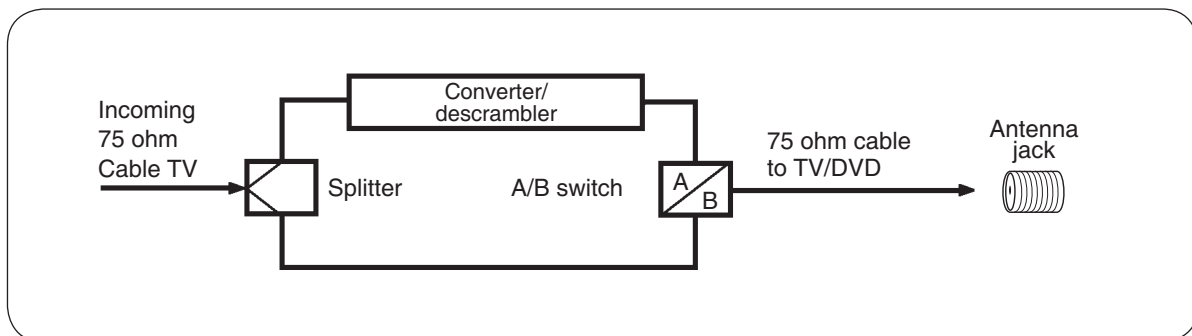 Incoming
75 ohm
Cable TV
Converter/
descrambler
Splitter
A/B switch
A
B
75 ohm cable
to TV/DVD
Antenna
jack